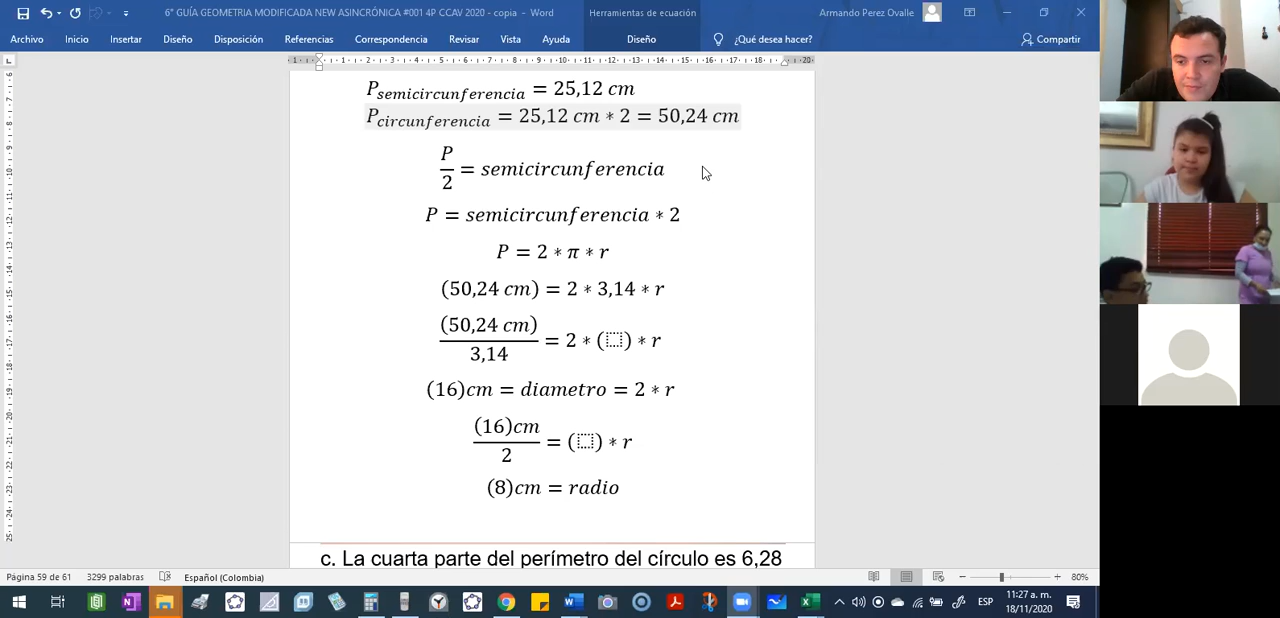 6° GUÍA GEOMETRIA MODIFICADA NEW ASINCRÓNICA #001 4P CCAV 2020 - copia - Word
Herramientas de ecuación
Armando Perez Ovalle
Archivo Inicio Insertar Diseño Disposición Referencias Correspondencia Revisar Vista Ayuda Diseño ¿Qué desea hacer? Compartir
P_semicircunferencia = 25,12 cm
P_circunferencia = 25,12 cm * 2 = 50,24 cm
P/2 = semicircunferencia
P = semicircunferencia * 2
P = 2 * π * r
(50,24 cm) = 2 * 3,14 * r
(50,24 cm)/3,14 = 2 * (⬚) * r
(16)cm = diametro = 2 * r
(16)cm/2 = (⬚) * r
(8)cm = radio
c. La cuarta parte del perímetro del círculo es 6,28
Página 59 de 61 3299 palabras Español (Colombia) 80%
ESP
11:27 a. m.
18/11/2020